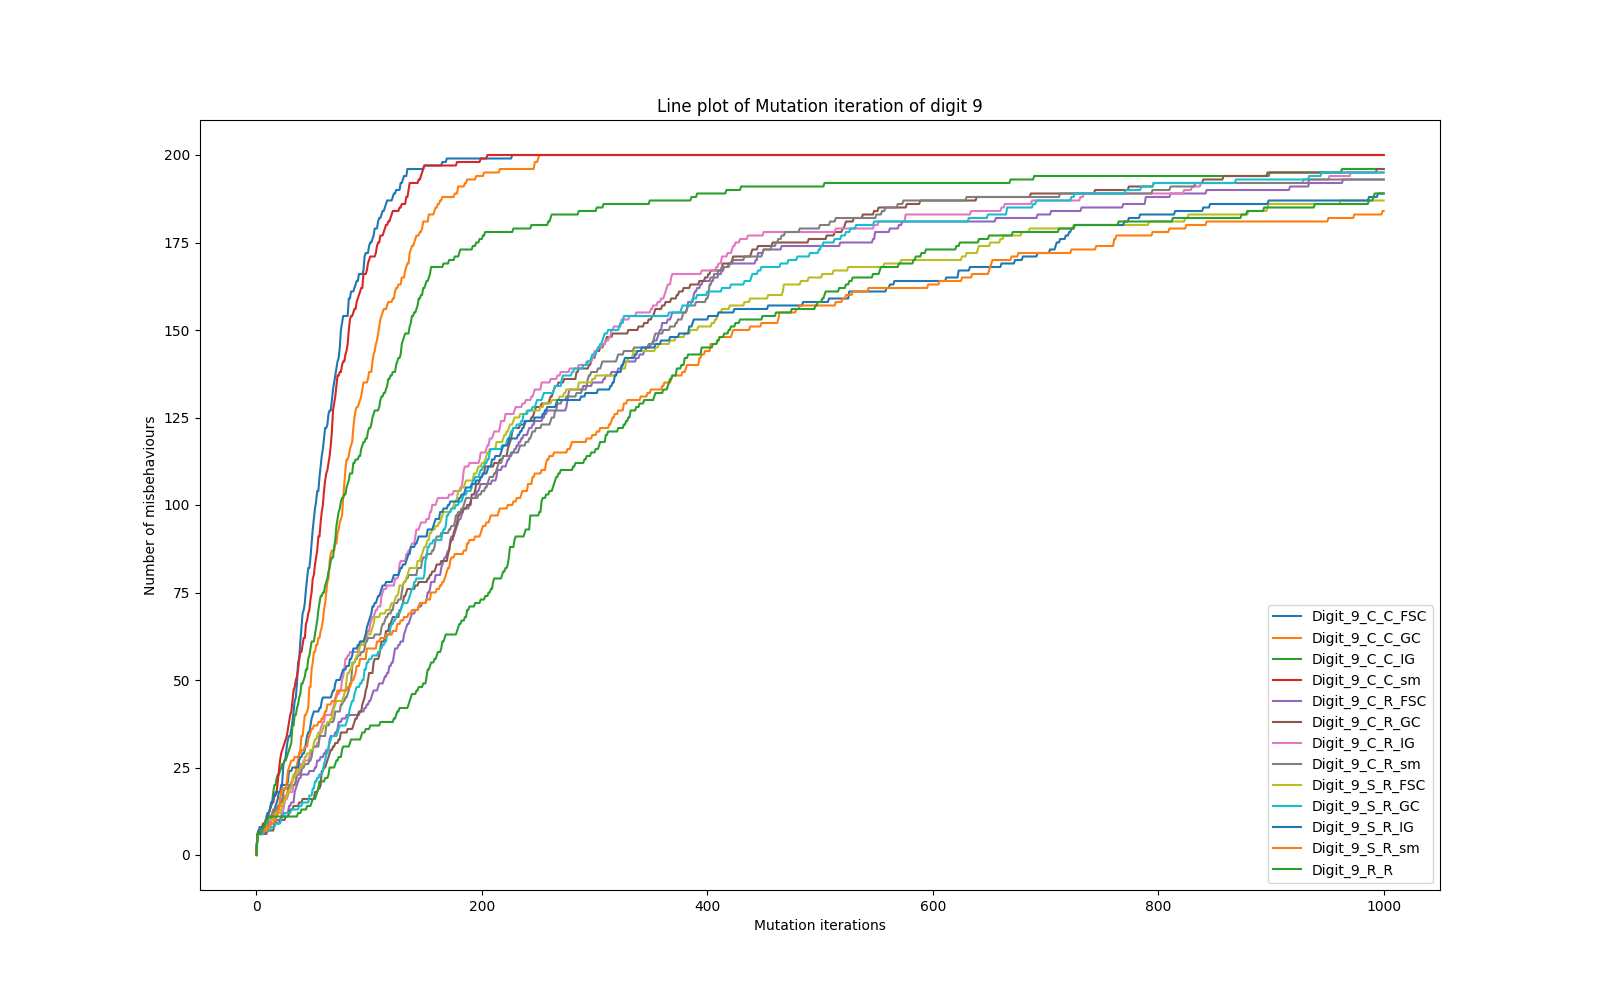 Line plot of Mutation iteration of digit 9
200
175
150
125
100
75
50
25
0
Number of misbehaviours
0 200 400 600 800 1000
Mutation iterations
Digit_9_C_C_FSC
Digit_9_C_C_GC
Digit_9_C_C_IG
Digit_9_C_C_sm
Digit_9_C_R_FSC
Digit_9_C_R_GC
Digit_9_C_R_IG
Digit_9_C_R_sm
Digit_9_S_R_FSC
Digit_9_S_R_GC
Digit_9_S_R_IG
Digit_9_S_R_sm
Digit_9_R_R